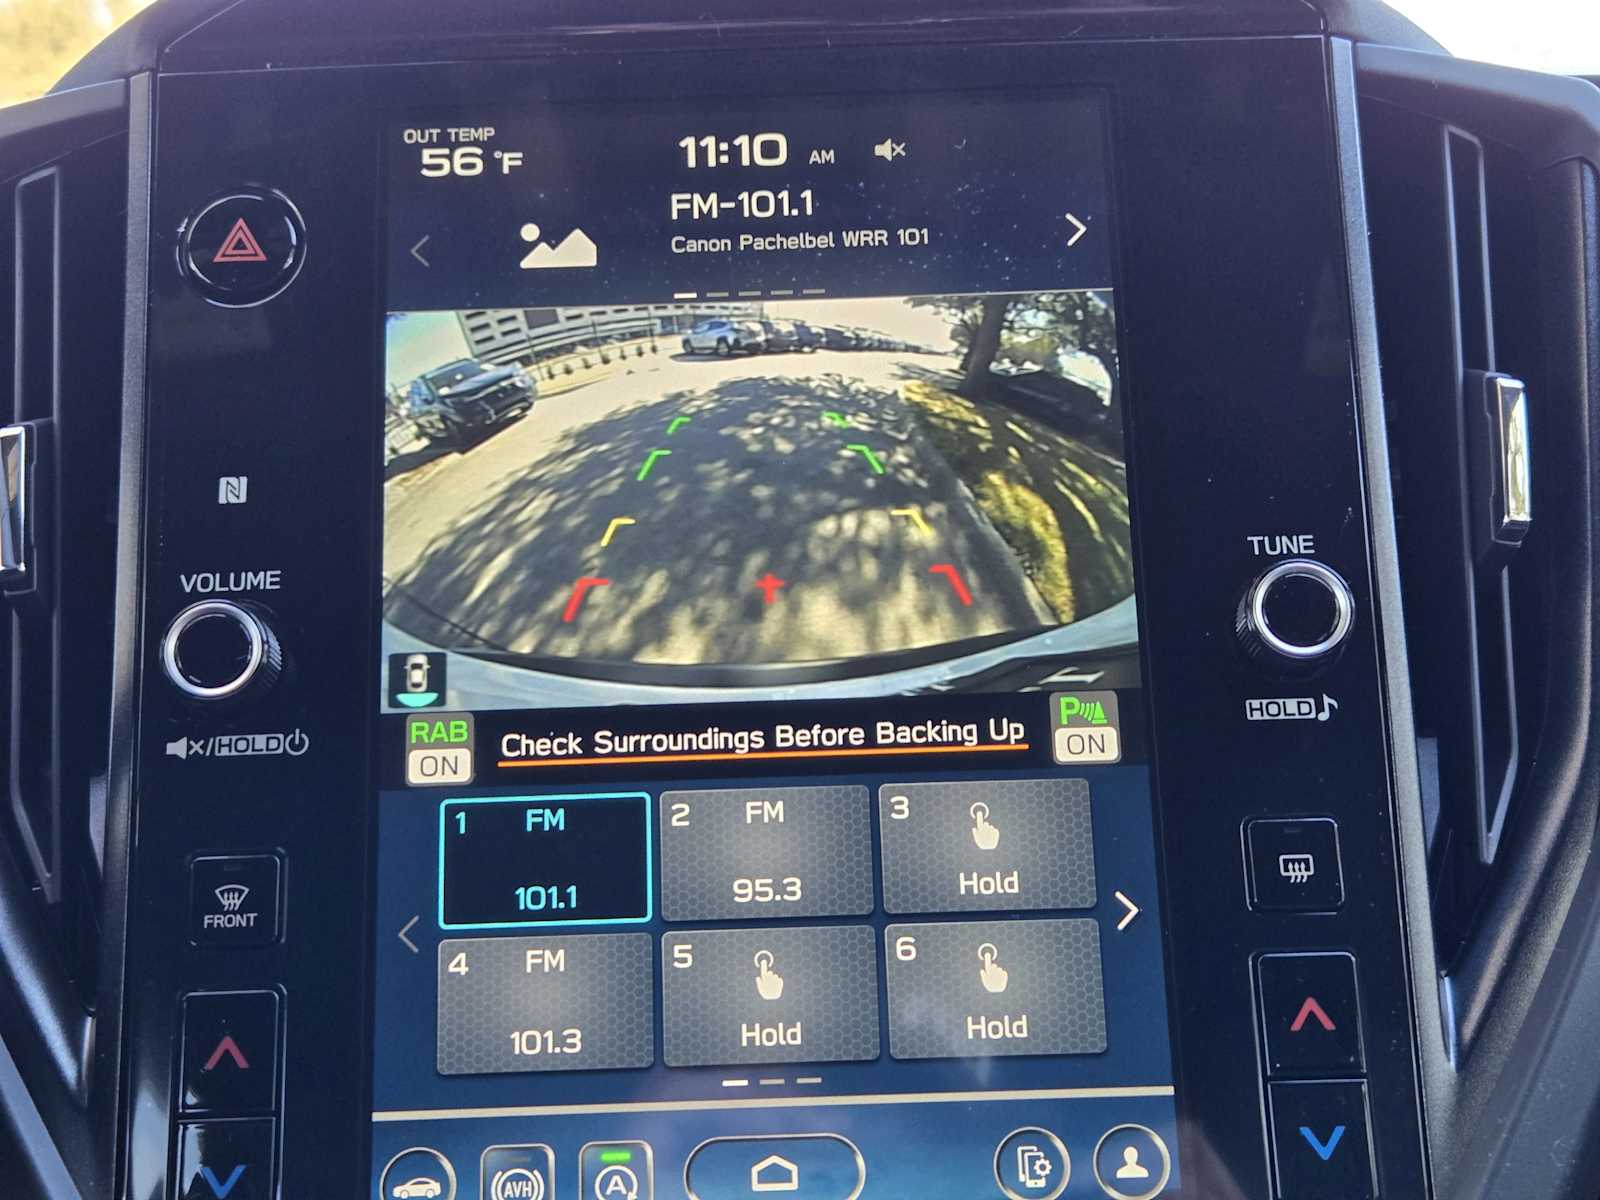 OUT TEMP
56 °F
11:10 AM
FM-101.1
Canon Pachelbel WRR 101
VOLUME
TUNE
HOLD
/HOLD
RAB
ON
Check Surroundings Before Backing Up
P
ON
1 FM
101.1
2 FM
95.3
3
Hold
FRONT
4 FM
101.3
5
Hold
6
Hold
AVH
A